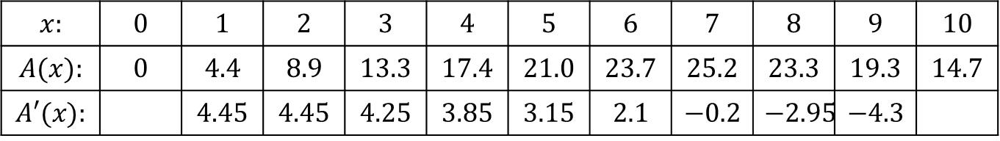 x: 0 1 2 3 4 5 6 7 8 9 10
A(x): 0 4.4 8.9 13.3 17.4 21.0 23.7 25.2 23.3 19.3 14.7
A′(x): 4.45 4.45 4.25 3.85 3.15 2.1 −0.2 −2.95 −4.3